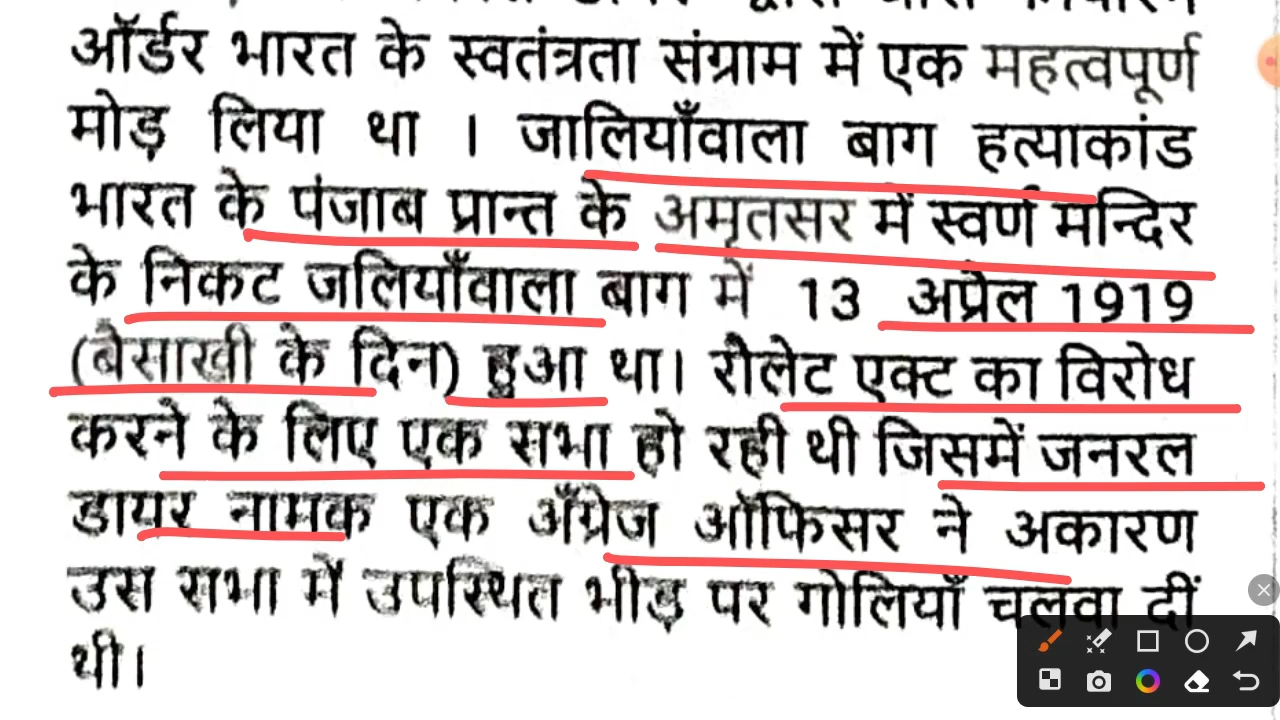 ऑर्डर भारत के स्वतंत्रता संग्राम में एक महत्वपूर्ण
मोड़ लिया था । जालियाँवाला बाग हत्याकांड
भारत के पंजाब प्रान्त के अमृतसर में स्वर्ण मन्दिर
के निकट जलियाँवाला बाग में 13 अप्रैल 1919
(बैसाखी के दिन) हुआ था। रौलेट एक्ट का विरोध
करने के लिए एक सभा हो रही थी जिसमें जनरल
डायर नामक एक अँग्रेज ऑफिसर ने अकारण
उस सभा में उपस्थित भीड़ पर गोलियाँ चलवा दीं
थी।